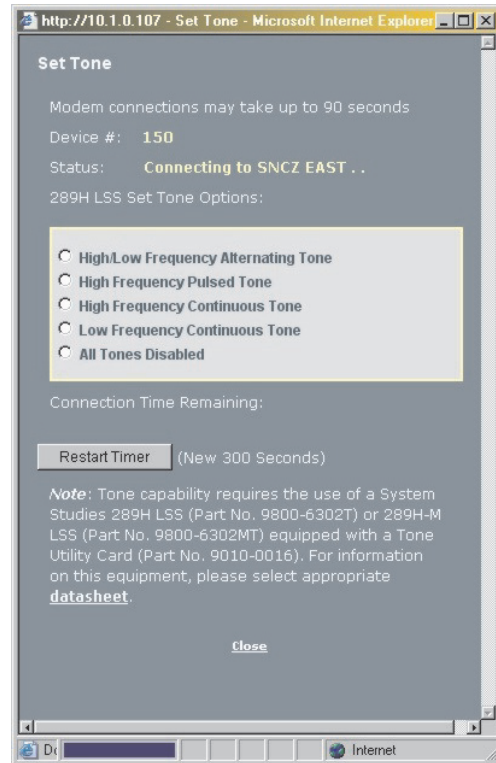 http://10.1.0.107 - Set Tone - Microsoft Internet Explorer
Set Tone
Modem connections may take up to 90 seconds
Device #: 150
Status: Connecting to SNCZ EAST . .
289H LSS Set Tone Options:
High/Low Frequency Alternating Tone
High Frequency Pulsed Tone
High Frequency Continuous Tone
Low Frequency Continuous Tone
All Tones Disabled
Connection Time Remaining:
Restart Timer (New 300 Seconds)
Note: Tone capability requires the use of a System
Studies 289H LSS (Part No. 9800-6302T) or 289H-M
LSS (Part No. 9800-6302MT) equipped with a Tone
Utility Card (Part No. 9010-0016). For information
on this equipment, please select appropriate
datasheet.
Close
Internet